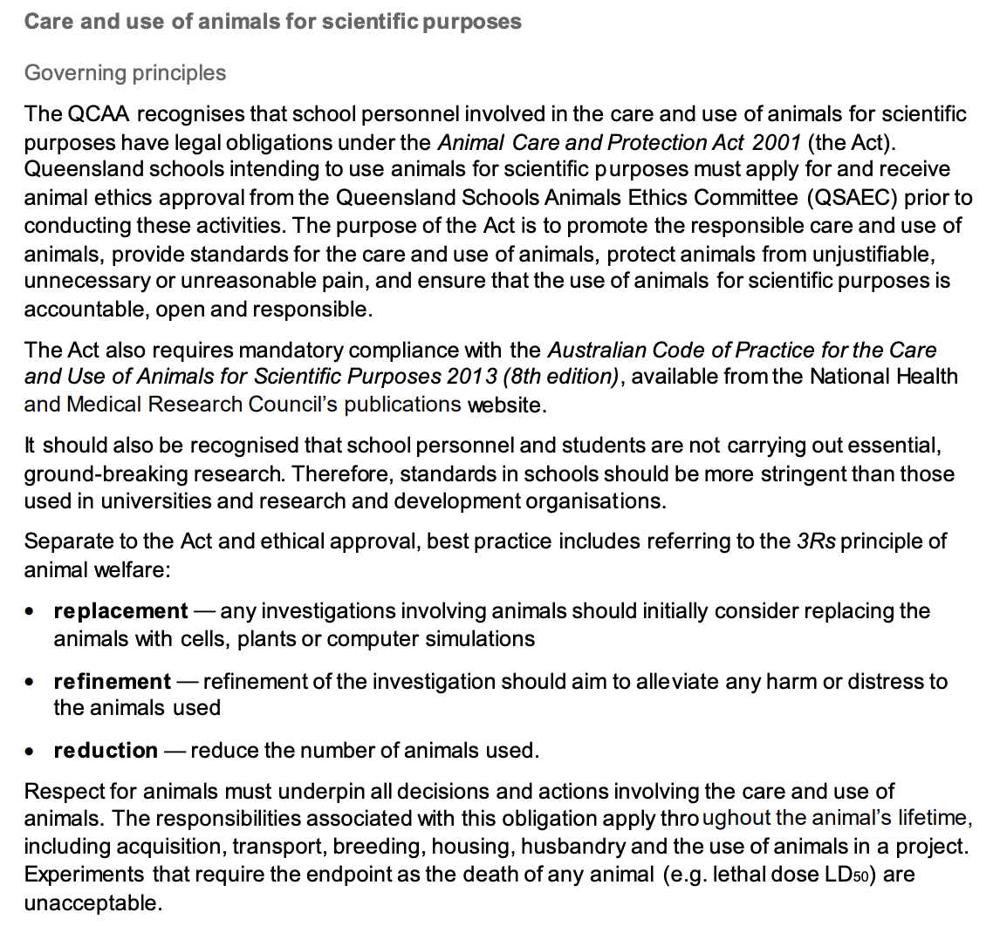 Care and use of animals for scientific purposes
Governing principles
The QCAA recognises that school personnel involved in the care and use of animals for scientific
purposes have legal obligations under the Animal Care and Protection Act 2001 (the Act).
Queensland schools intending to use animals for scientific purposes must apply for and receive
animal ethics approval from the Queensland Schools Animals Ethics Committee (QSAEC) prior to
conducting these activities. The purpose of the Act is to promote the responsible care and use of
animals, provide standards for the care and use of animals, protect animals from unjustifiable,
unnecessary or unreasonable pain, and ensure that the use of animals for scientific purposes is
accountable, open and responsible.
The Act also requires mandatory compliance with the Australian Code of Practice for the Care
and Use of Animals for Scientific Purposes 2013 (8th edition), available from the National Health
and Medical Research Council’s publications website.
It should also be recognised that school personnel and students are not carrying out essential,
ground-breaking research. Therefore, standards in schools should be more stringent than those
used in universities and research and development organisations.
Separate to the Act and ethical approval, best practice includes referring to the 3Rs principle of
animal welfare:
• replacement — any investigations involving animals should initially consider replacing the
animals with cells, plants or computer simulations
• refinement — refinement of the investigation should aim to alleviate any harm or distress to
the animals used
• reduction — reduce the number of animals used.
Respect for animals must underpin all decisions and actions involving the care and use of
animals. The responsibilities associated with this obligation apply throughout the animal’s lifetime,
including acquisition, transport, breeding, housing, husbandry and the use of animals in a project.
Experiments that require the endpoint as the death of any animal (e.g. lethal dose LD50) are
unacceptable.